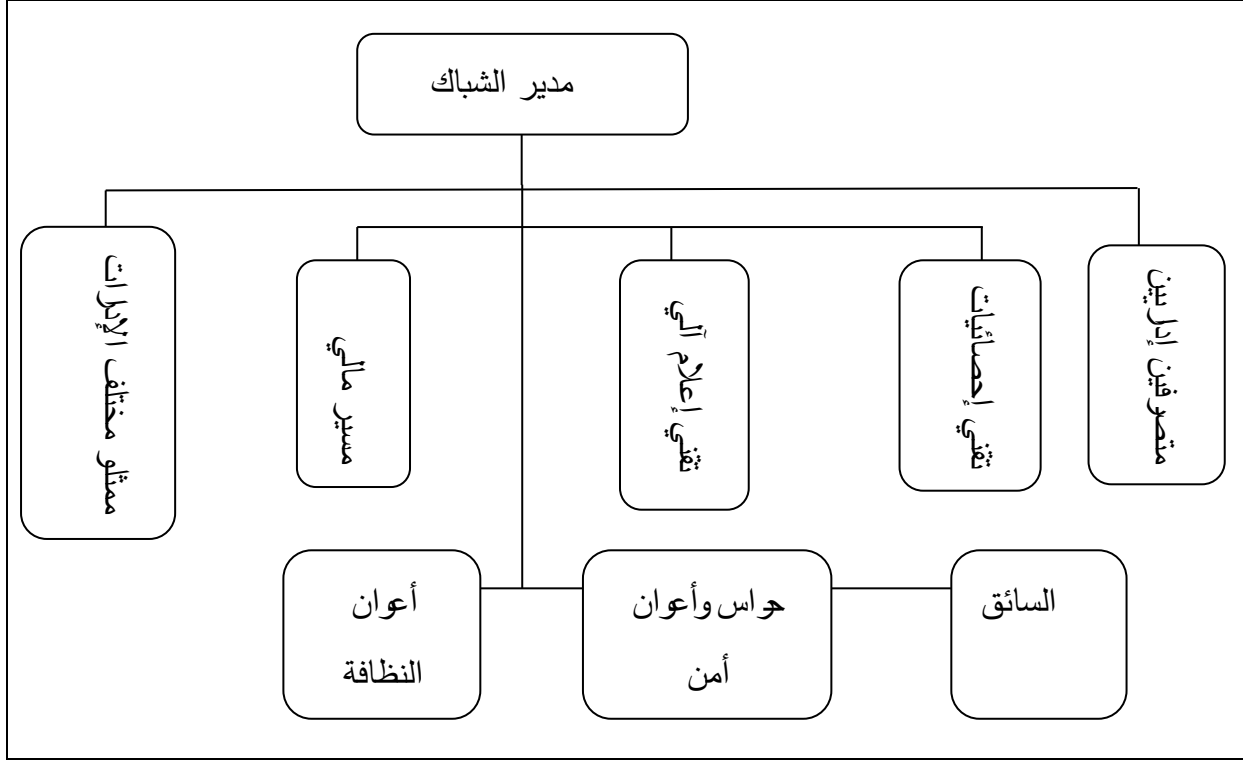 مدير الشباك
متصرفين إداريين
تقني إحصائيات
تقني إعلام آلي
مسير مالي
ممثلو مختلف الإدارات
السائق
حراس وأعوان
أمن
أعوان
النظافة